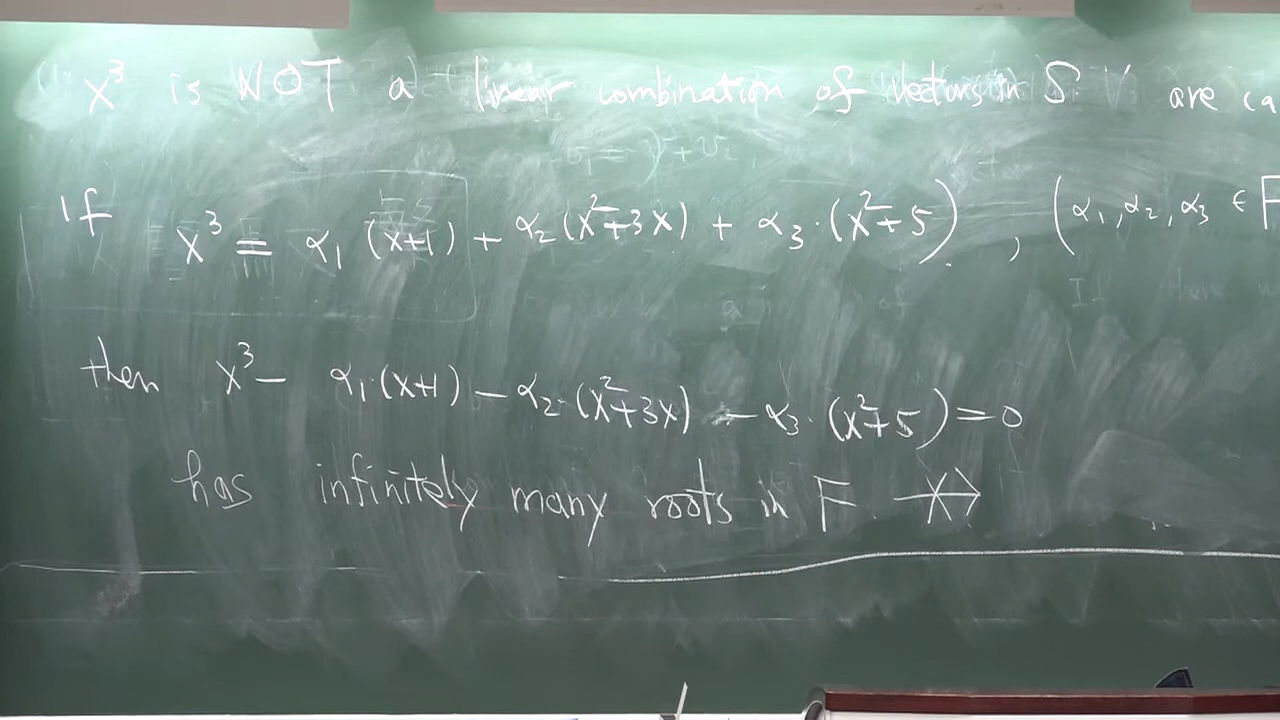 x³ is NOT a linear combination of vectors in S. are ca
If x³ = α₁ (x+1) + α₂ (x²+3x) + α₃ · (x²+5) , (α₁, α₂, α₃ ∈ F
then x³ - α₁·(x+1) - α₂·(x²+3x) - α₃·(x²+5) = 0
has infinitely many roots in F